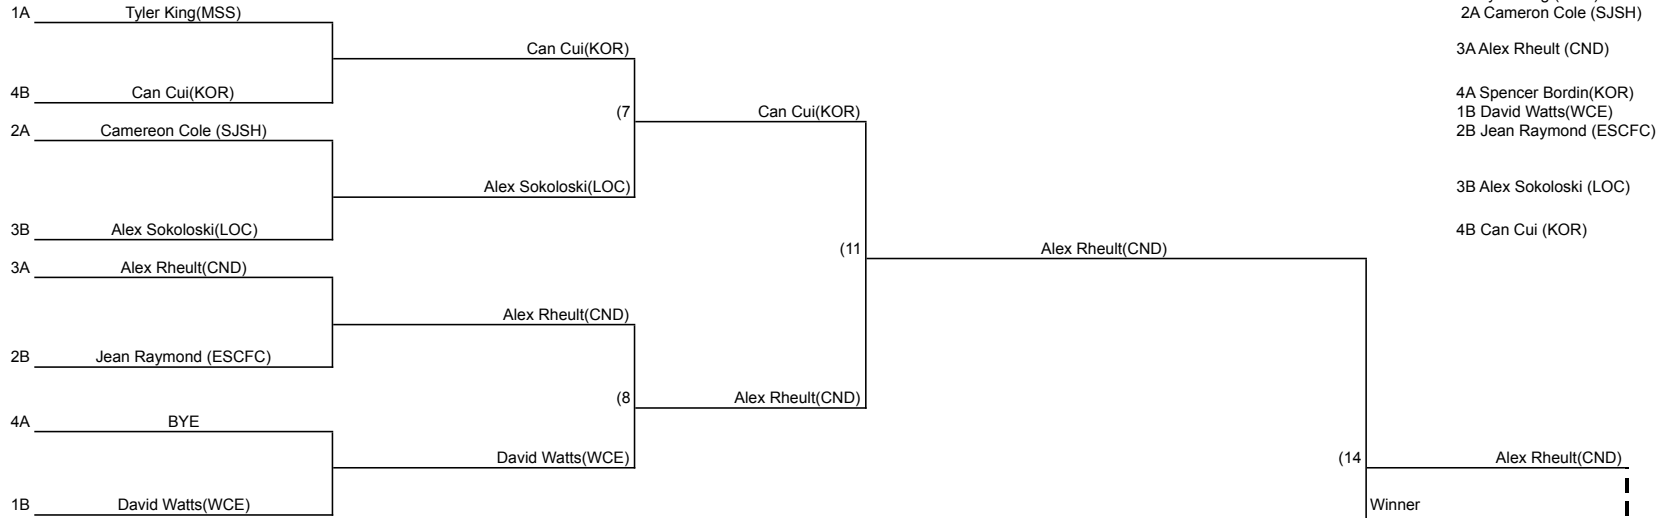 1A Tyler King(MSS)
2A Cameron Cole (SJSH)
Can Cui(KOR)
3A Alex Rheult (CND)
4B Can Cui(KOR)
4A Spencer Bordin(KOR)
(7 Can Cui(KOR)
1B David Watts(WCE)
2A Camereon Cole (SJSH)
2B Jean Raymond (ESCFC)
Alex Sokoloski(LOC)
3B Alex Sokoloski (LOC)
3B Alex Sokoloski(LOC)
4B Can Cui (KOR)
(11 Alex Rheult(CND)
3A Alex Rheult(CND)
Alex Rheult(CND)
2B Jean Raymond (ESCFC)
(8 Alex Rheult(CND)
4A BYE
David Watts(WCE)
(14 Alex Rheult(CND)
1B David Watts(WCE)
Winner